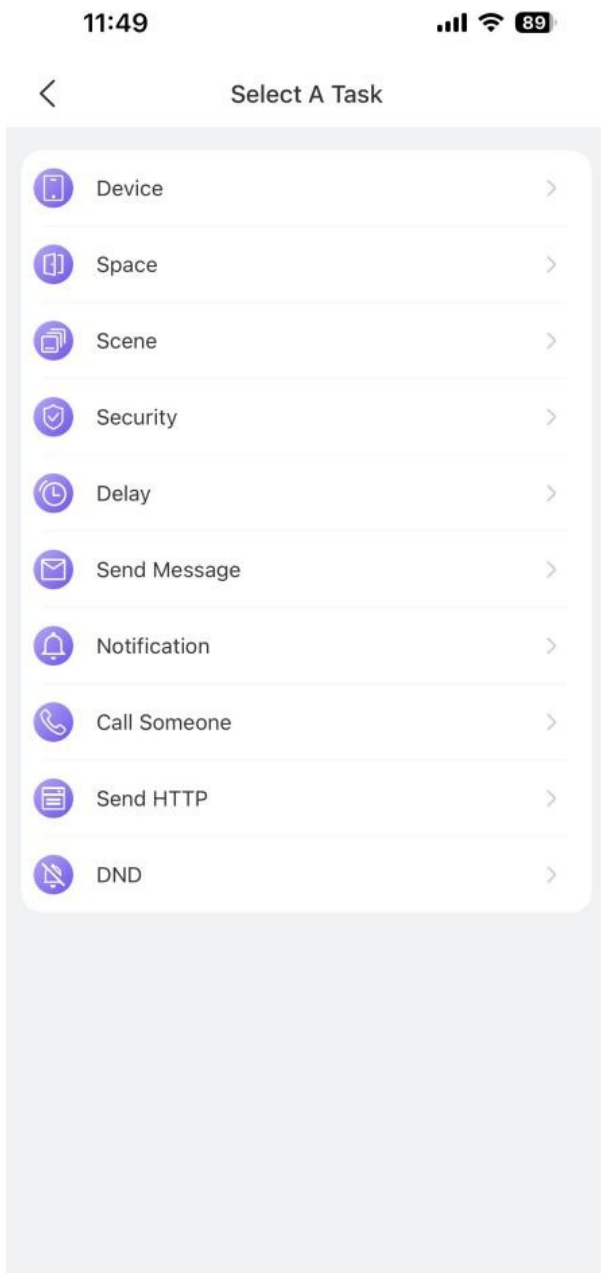 11:49
89
Select A Task
Device
Space
Scene
Security
Delay
Send Message
Notification
Call Someone
Send HTTP
DND